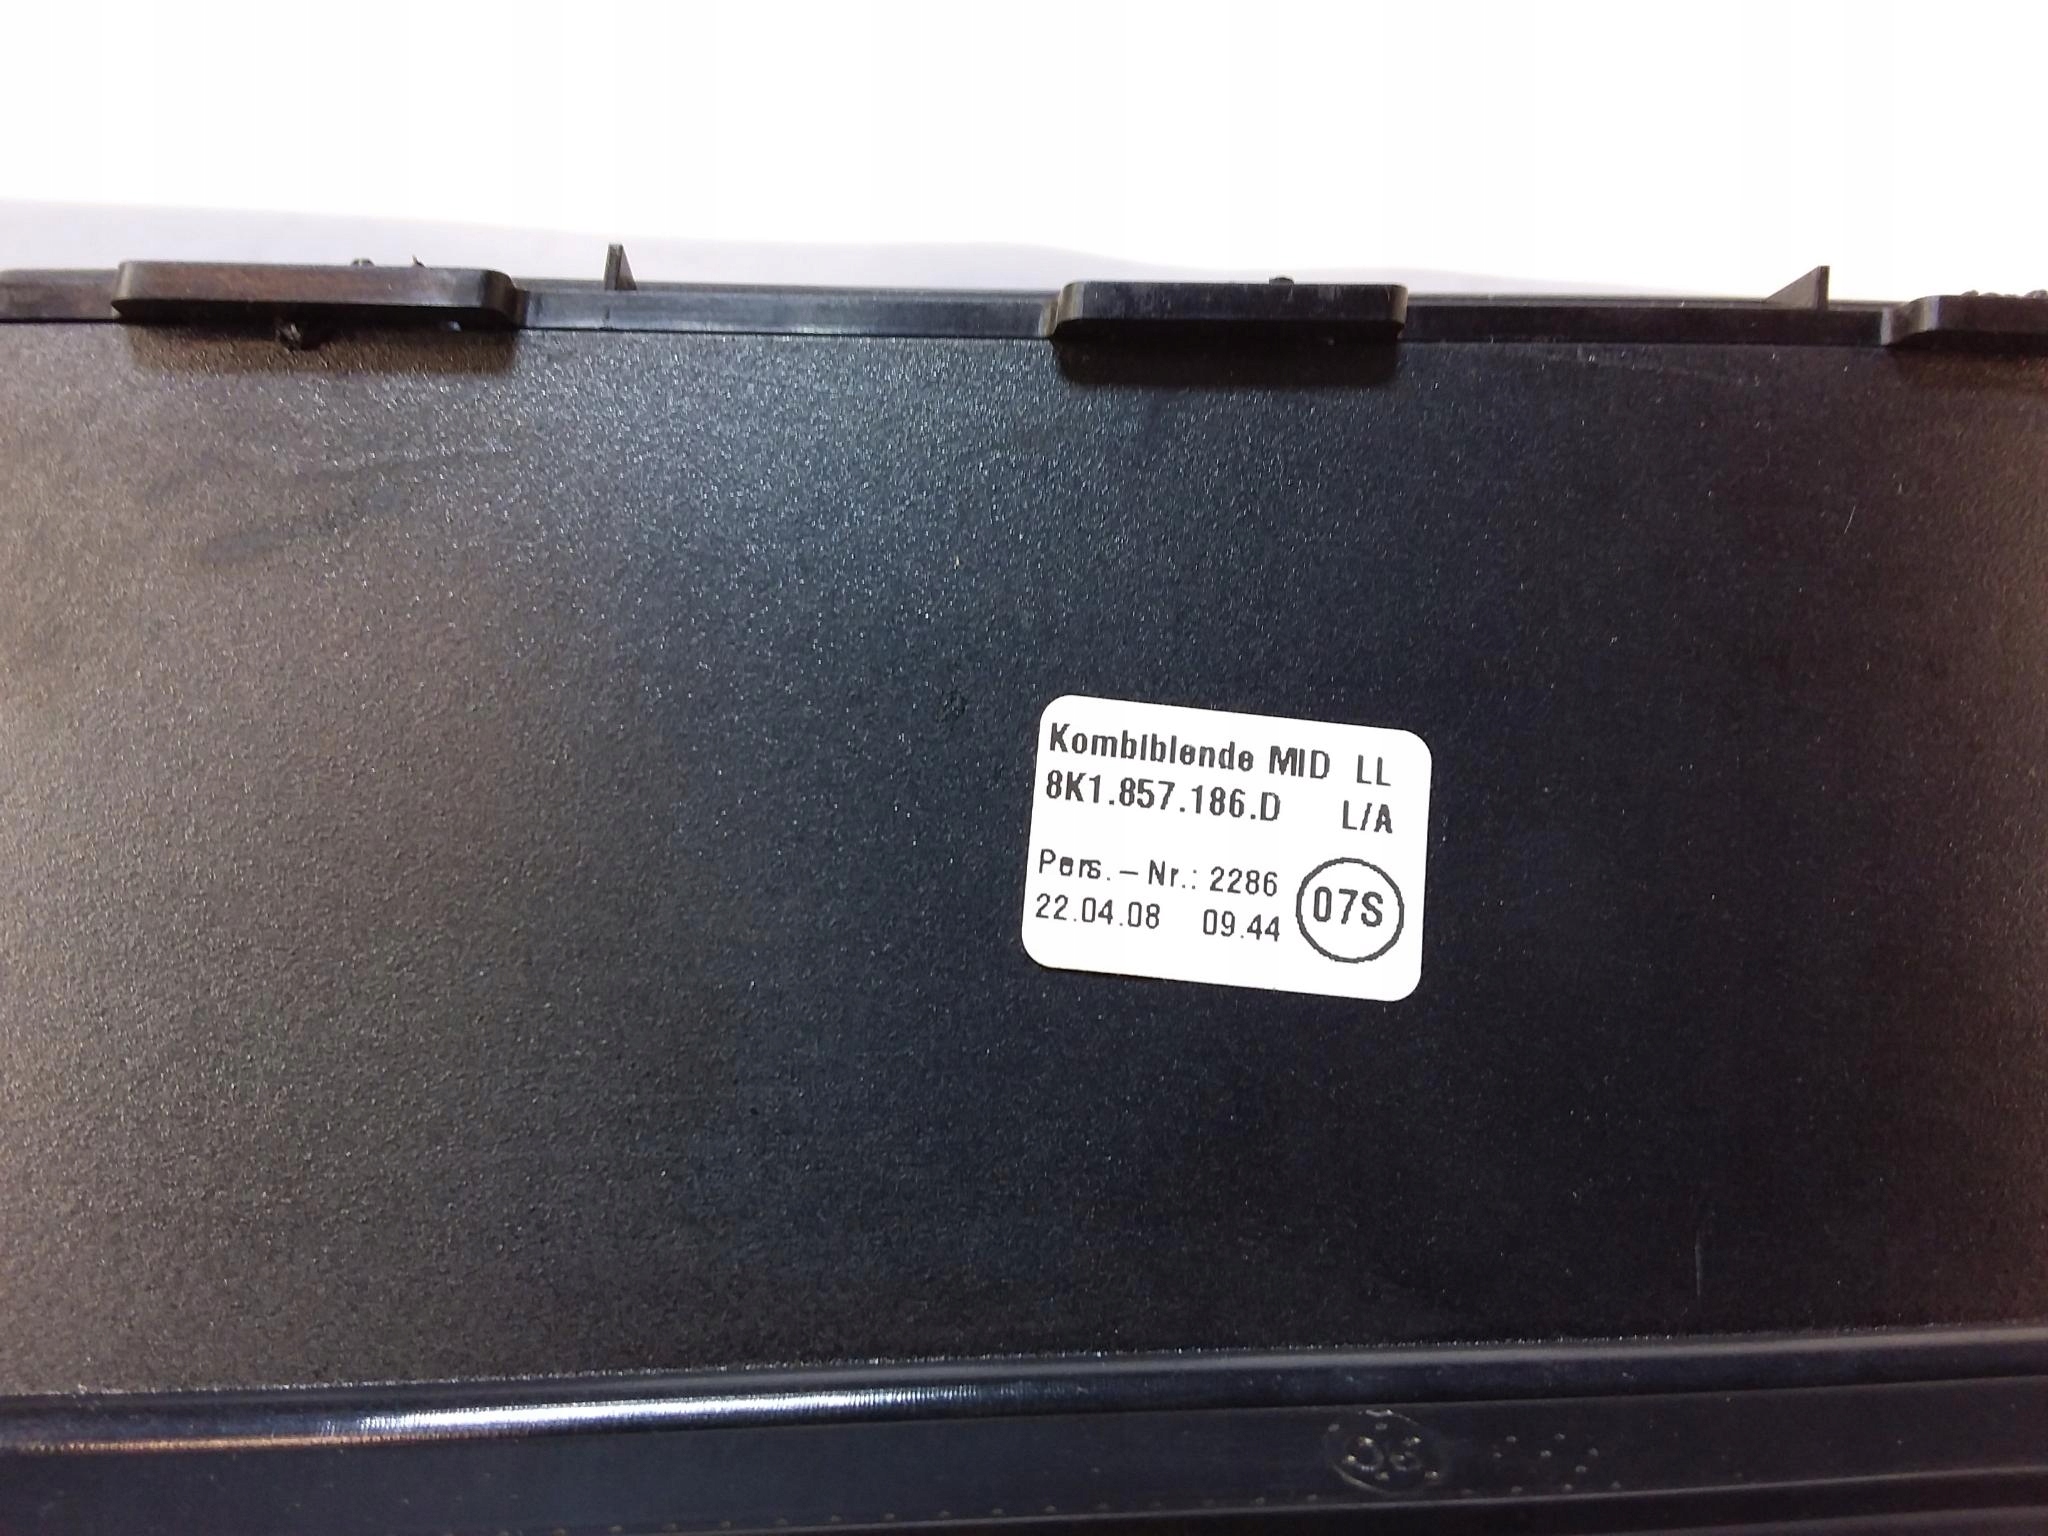 Kombiblende MID LL
8K1.857.186.D L/A
Pers.-Nr.: 2286
22.04.08 09.44
07S